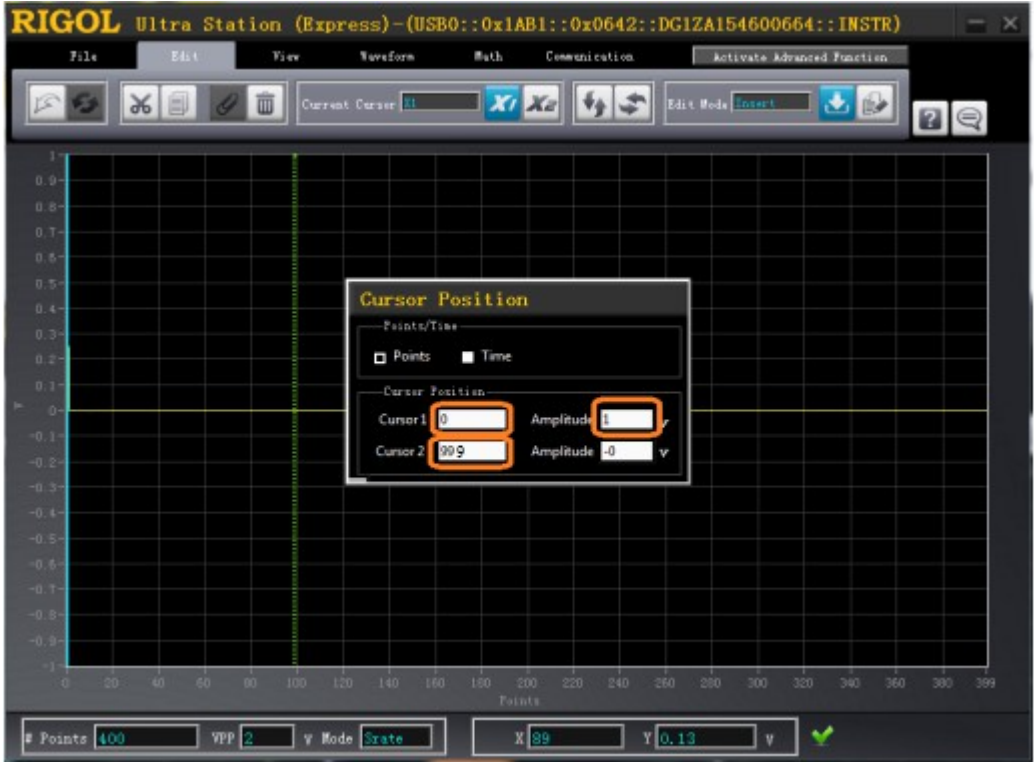 RIGOL Ultra Station (Express)-(USB0::0x1AB1::0x0642::DG1ZA154600664::INSTR)
File Edit View Waveform Math Communication Activate Advanced Function
Current Cursor X1 X1 X2 Edit Mode Insert ?
1
0.9
0.8
0.7
0.6
0.5
0.4
0.3
0.2
0.1
0
-0.1
-0.2
-0.3
-0.4
-0.5
-0.6
-0.7
-0.8
-0.9
-1
V
Cursor Position
Points/Time
Points Time
Cursor Position
Cursor1 0 Amplitude 1 v
Cursor2 999 Amplitude -0 v
0 20 40 60 80 100 120 140 160 180 200 220 240 260 280 300 320 340 360 380 399
Points
# Points 400 VPP 2 v Mode Srate X 89 Y 0.13 v